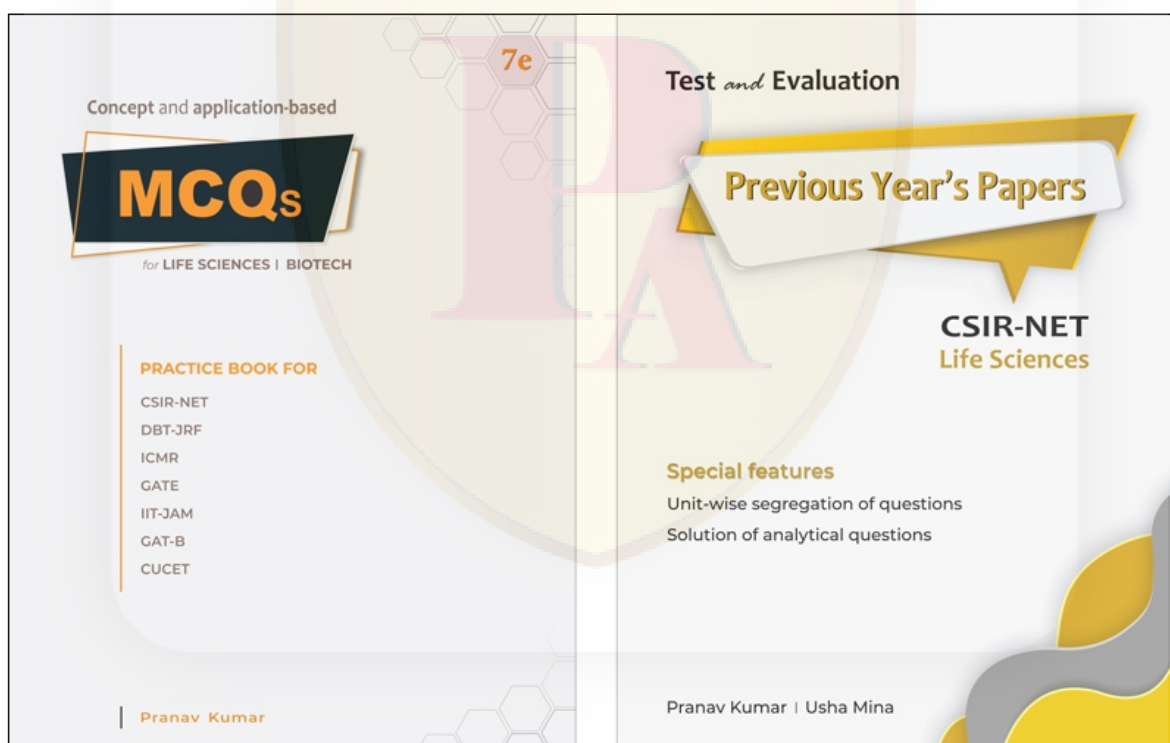 7e
Concept and application-based
MCQs
for LIFE SCIENCES | BIOTECH
PRACTICE BOOK FOR
CSIR-NET
DBT-JRF
ICMR
GATE
IIT-JAM
GAT-B
CUCET
Pranav Kumar
Test and Evaluation
Previous Year's Papers
CSIR-NET
Life Sciences
Special features
Unit-wise segregation of questions
Solution of analytical questions
Pranav Kumar | Usha Mina
PA